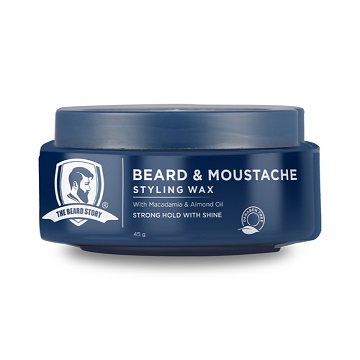 THE BEARD STORY
®
BEARD & MOUSTACHE
STYLING WAX
With Macadamia & Almond Oil
STRONG HOLD WITH SHINE
45 g